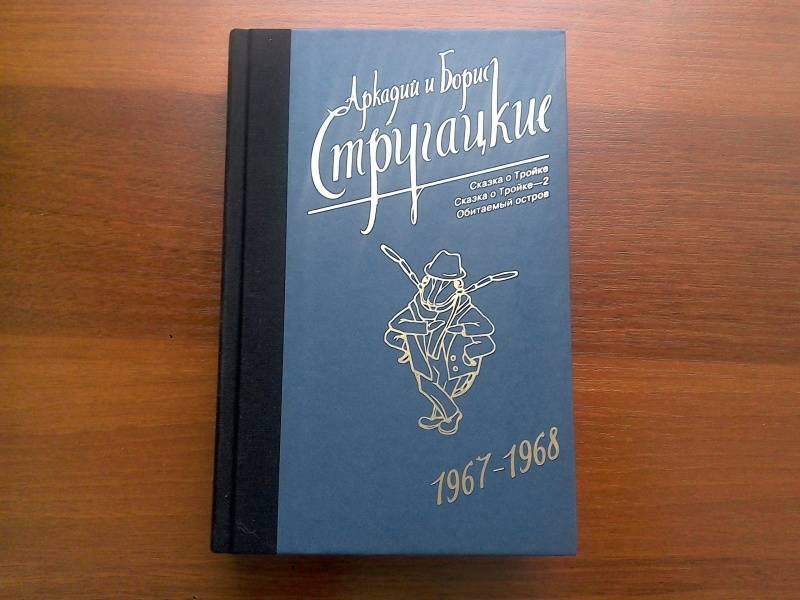 Аркадий и Борис
Стругацкие
Сказка о Тройке
Сказка о Тройке—2
Обитаемый остров
1967–1968